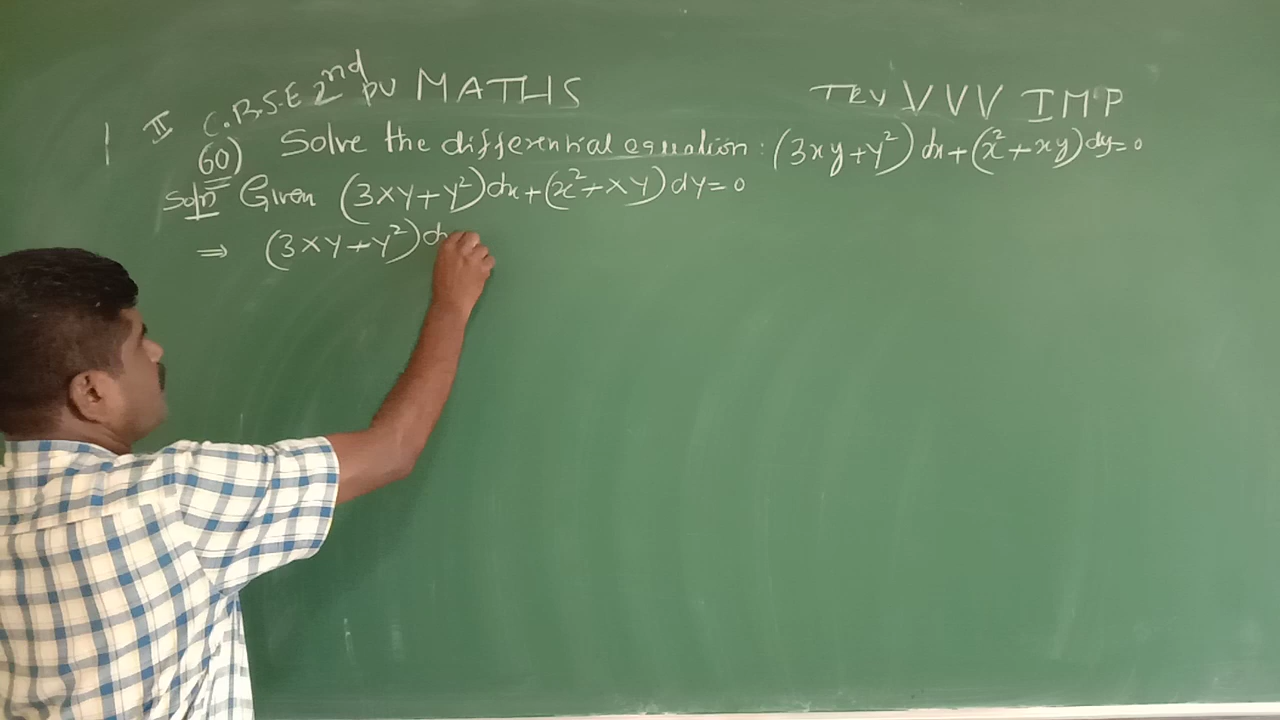 II C.B.S.E 2nd PU MATHS TRY VVV IMP
60) Solve the differential equation: (3xy+y²)dx+(x²+xy)dy=0
Soln Given (3xy+y²)dx+(x²+xy)dy=0
⇒ (3xy+y²)dx